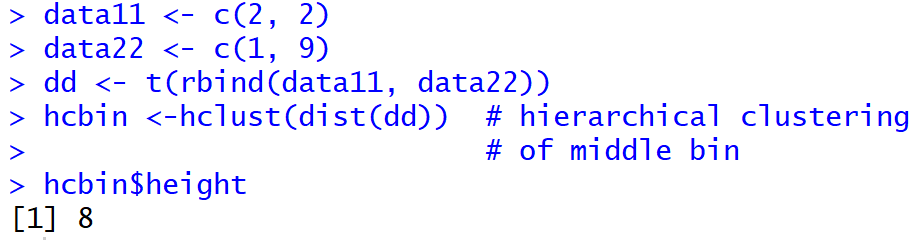 > data11 <- c(2, 2)
> data22 <- c(1, 9)
> dd <- t(rbind(data11, data22))
> hcbin <-hclust(dist(dd))  # hierarchical clustering
>                           # of middle bin
> hcbin$height
[1] 8